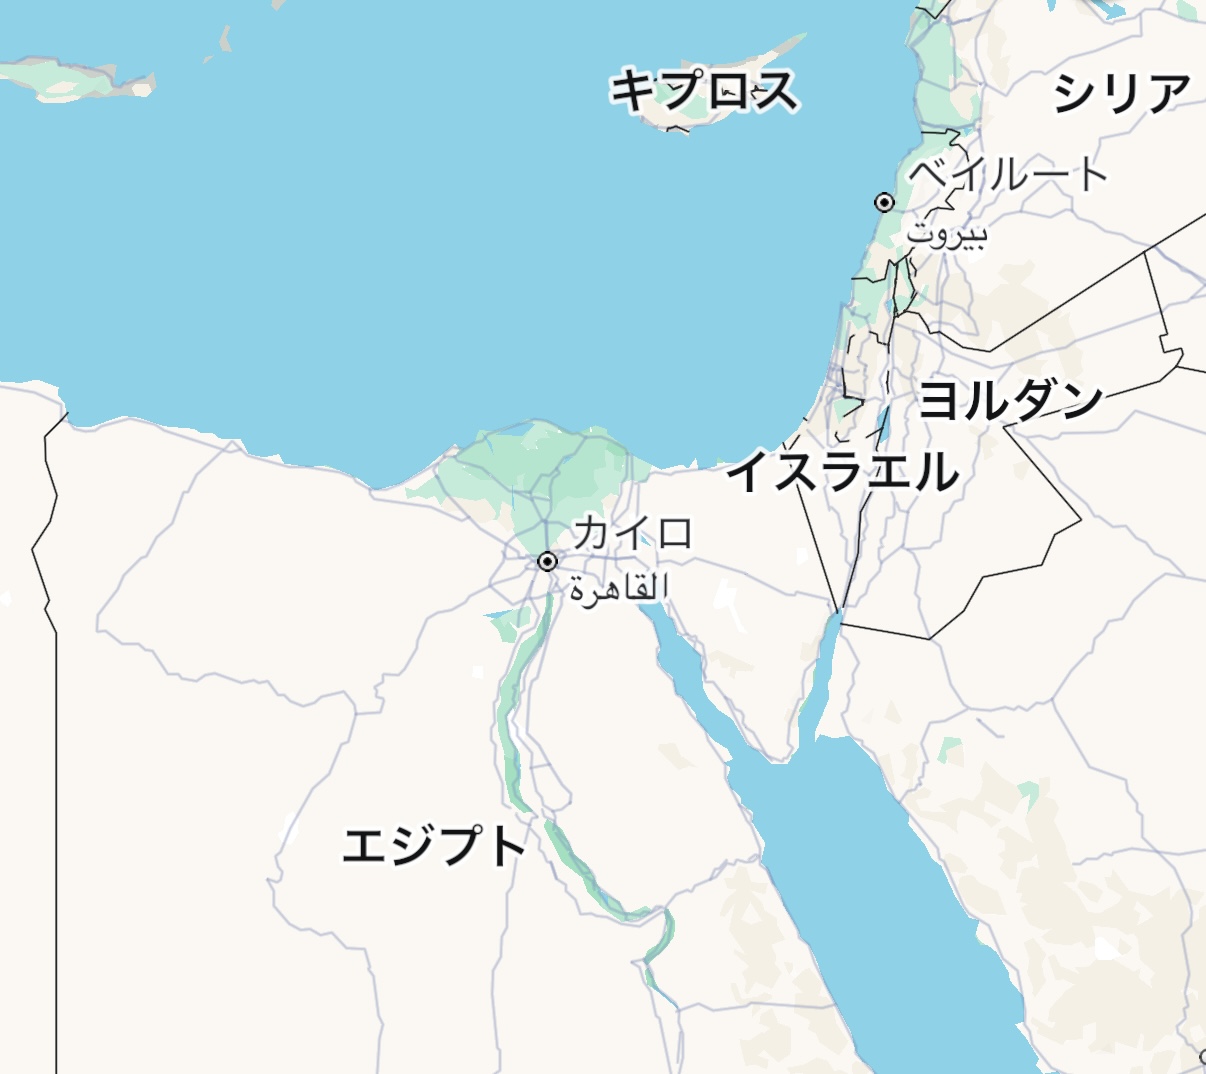 キプロス
シリア
ベイルート
بيروت
ヨルダン
イスラエル
カイロ
القاهرة
エジプト